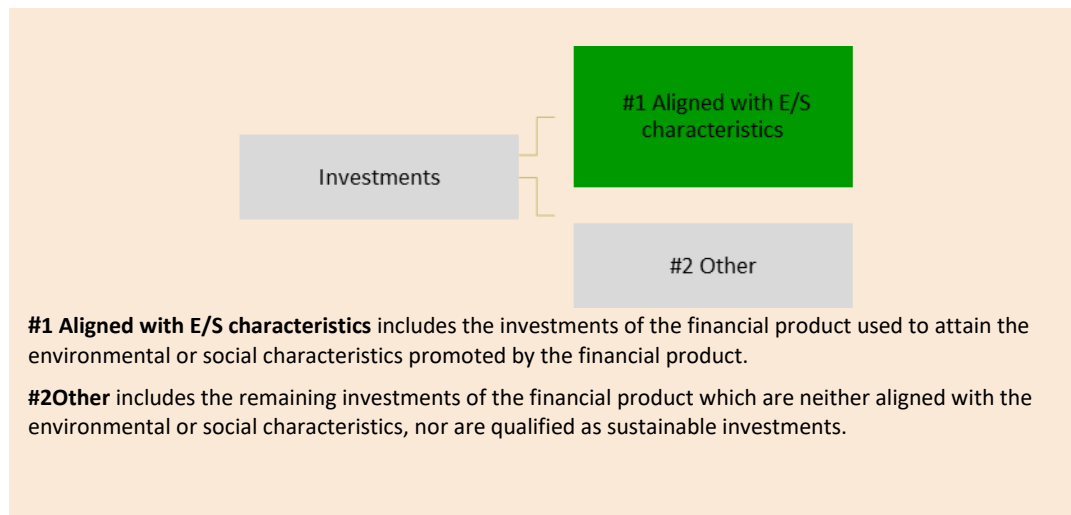 #1 Aligned with E/S
characteristics
Investments
#2 Other
#1 Aligned with E/S characteristics includes the investments of the financial product used to attain the
environmental or social characteristics promoted by the financial product.
#2Other includes the remaining investments of the financial product which are neither aligned with the
environmental or social characteristics, nor are qualified as sustainable investments.